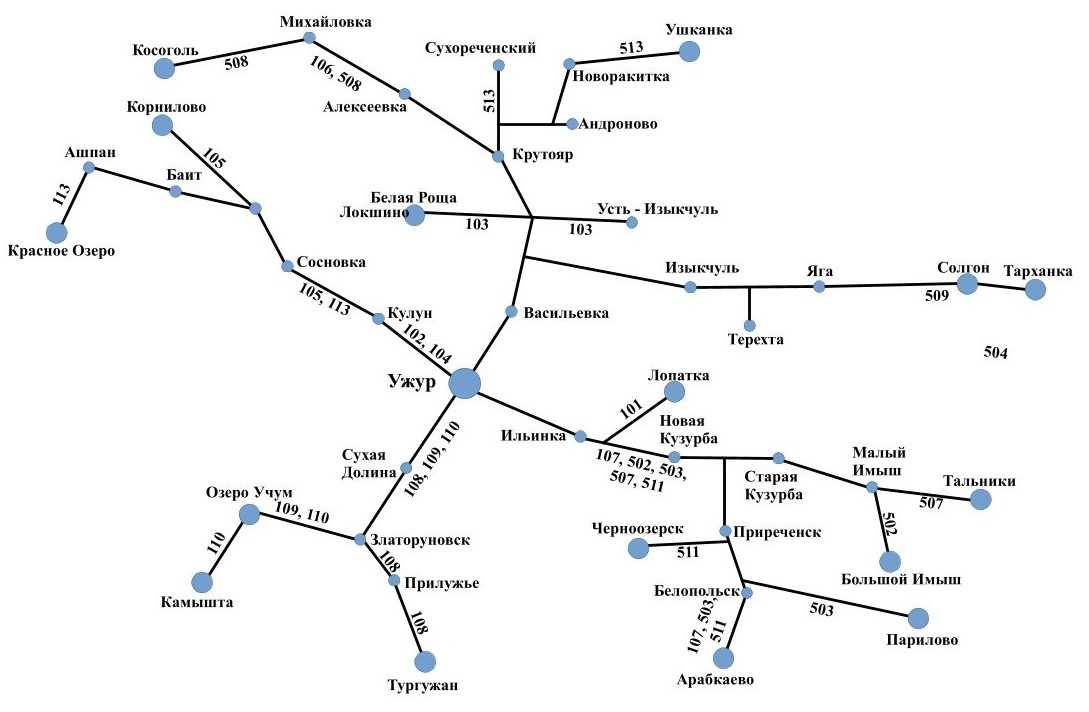 Михайловка
Косоголь
508
106, 508
Алексеевка
Сухореченский
513
Ушканка
513
Новоракитка
Андроново
Крутояр
Корнилово
105
Ашпан
Баит
113
Красное Озеро
Белая Роща
Локшино
103
103
Усть - Изыкчуль
Сосновка
105, 113
Кулун
102, 104
Васильевка
Изыкчуль
Яга
Солгон
Тарханка
509
Терехта
504
Ужур
Лопатка
101
Ильинка
Новая
Кузурба
107, 502, 503,
507, 511
Старая
Кузурба
Малый
Имыш
Тальники
507
502
Большой Имыш
Сухая
Долина
108, 109, 110
Озеро Учум
109, 110
110
Камышта
Златоруновск
108
Прилужье
108
Тургужан
Черноозерск
511
Приреченск
Белопольск
107, 503,
511
503
Парилово
Арабкаево